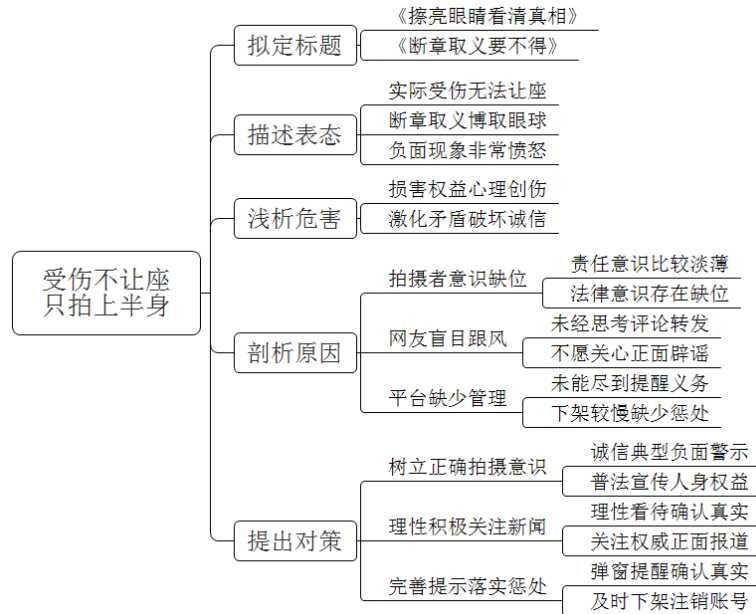 受伤不让座
只拍上半身
拟定标题
《擦亮眼睛看清真相》
《断章取义要不得》
描述表态
实际受伤无法让座
断章取义博取眼球
负面现象非常愤怒
浅析危害
损害权益心理创伤
激化矛盾破坏诚信
剖析原因
拍摄者意识缺位
责任意识比较淡薄
法律意识存在缺位
网友盲目跟风
未经思考评论转发
不愿关心正面辟谣
平台缺少管理
未能尽到提醒义务
下架较慢缺少惩处
提出对策
树立正确拍摄意识
诚信典型负面警示
普法宣传人身权益
理性积极关注新闻
理性看待确认真实
关注权威正面报道
完善提示落实惩处
弹窗提醒确认真实
及时下架注销账号